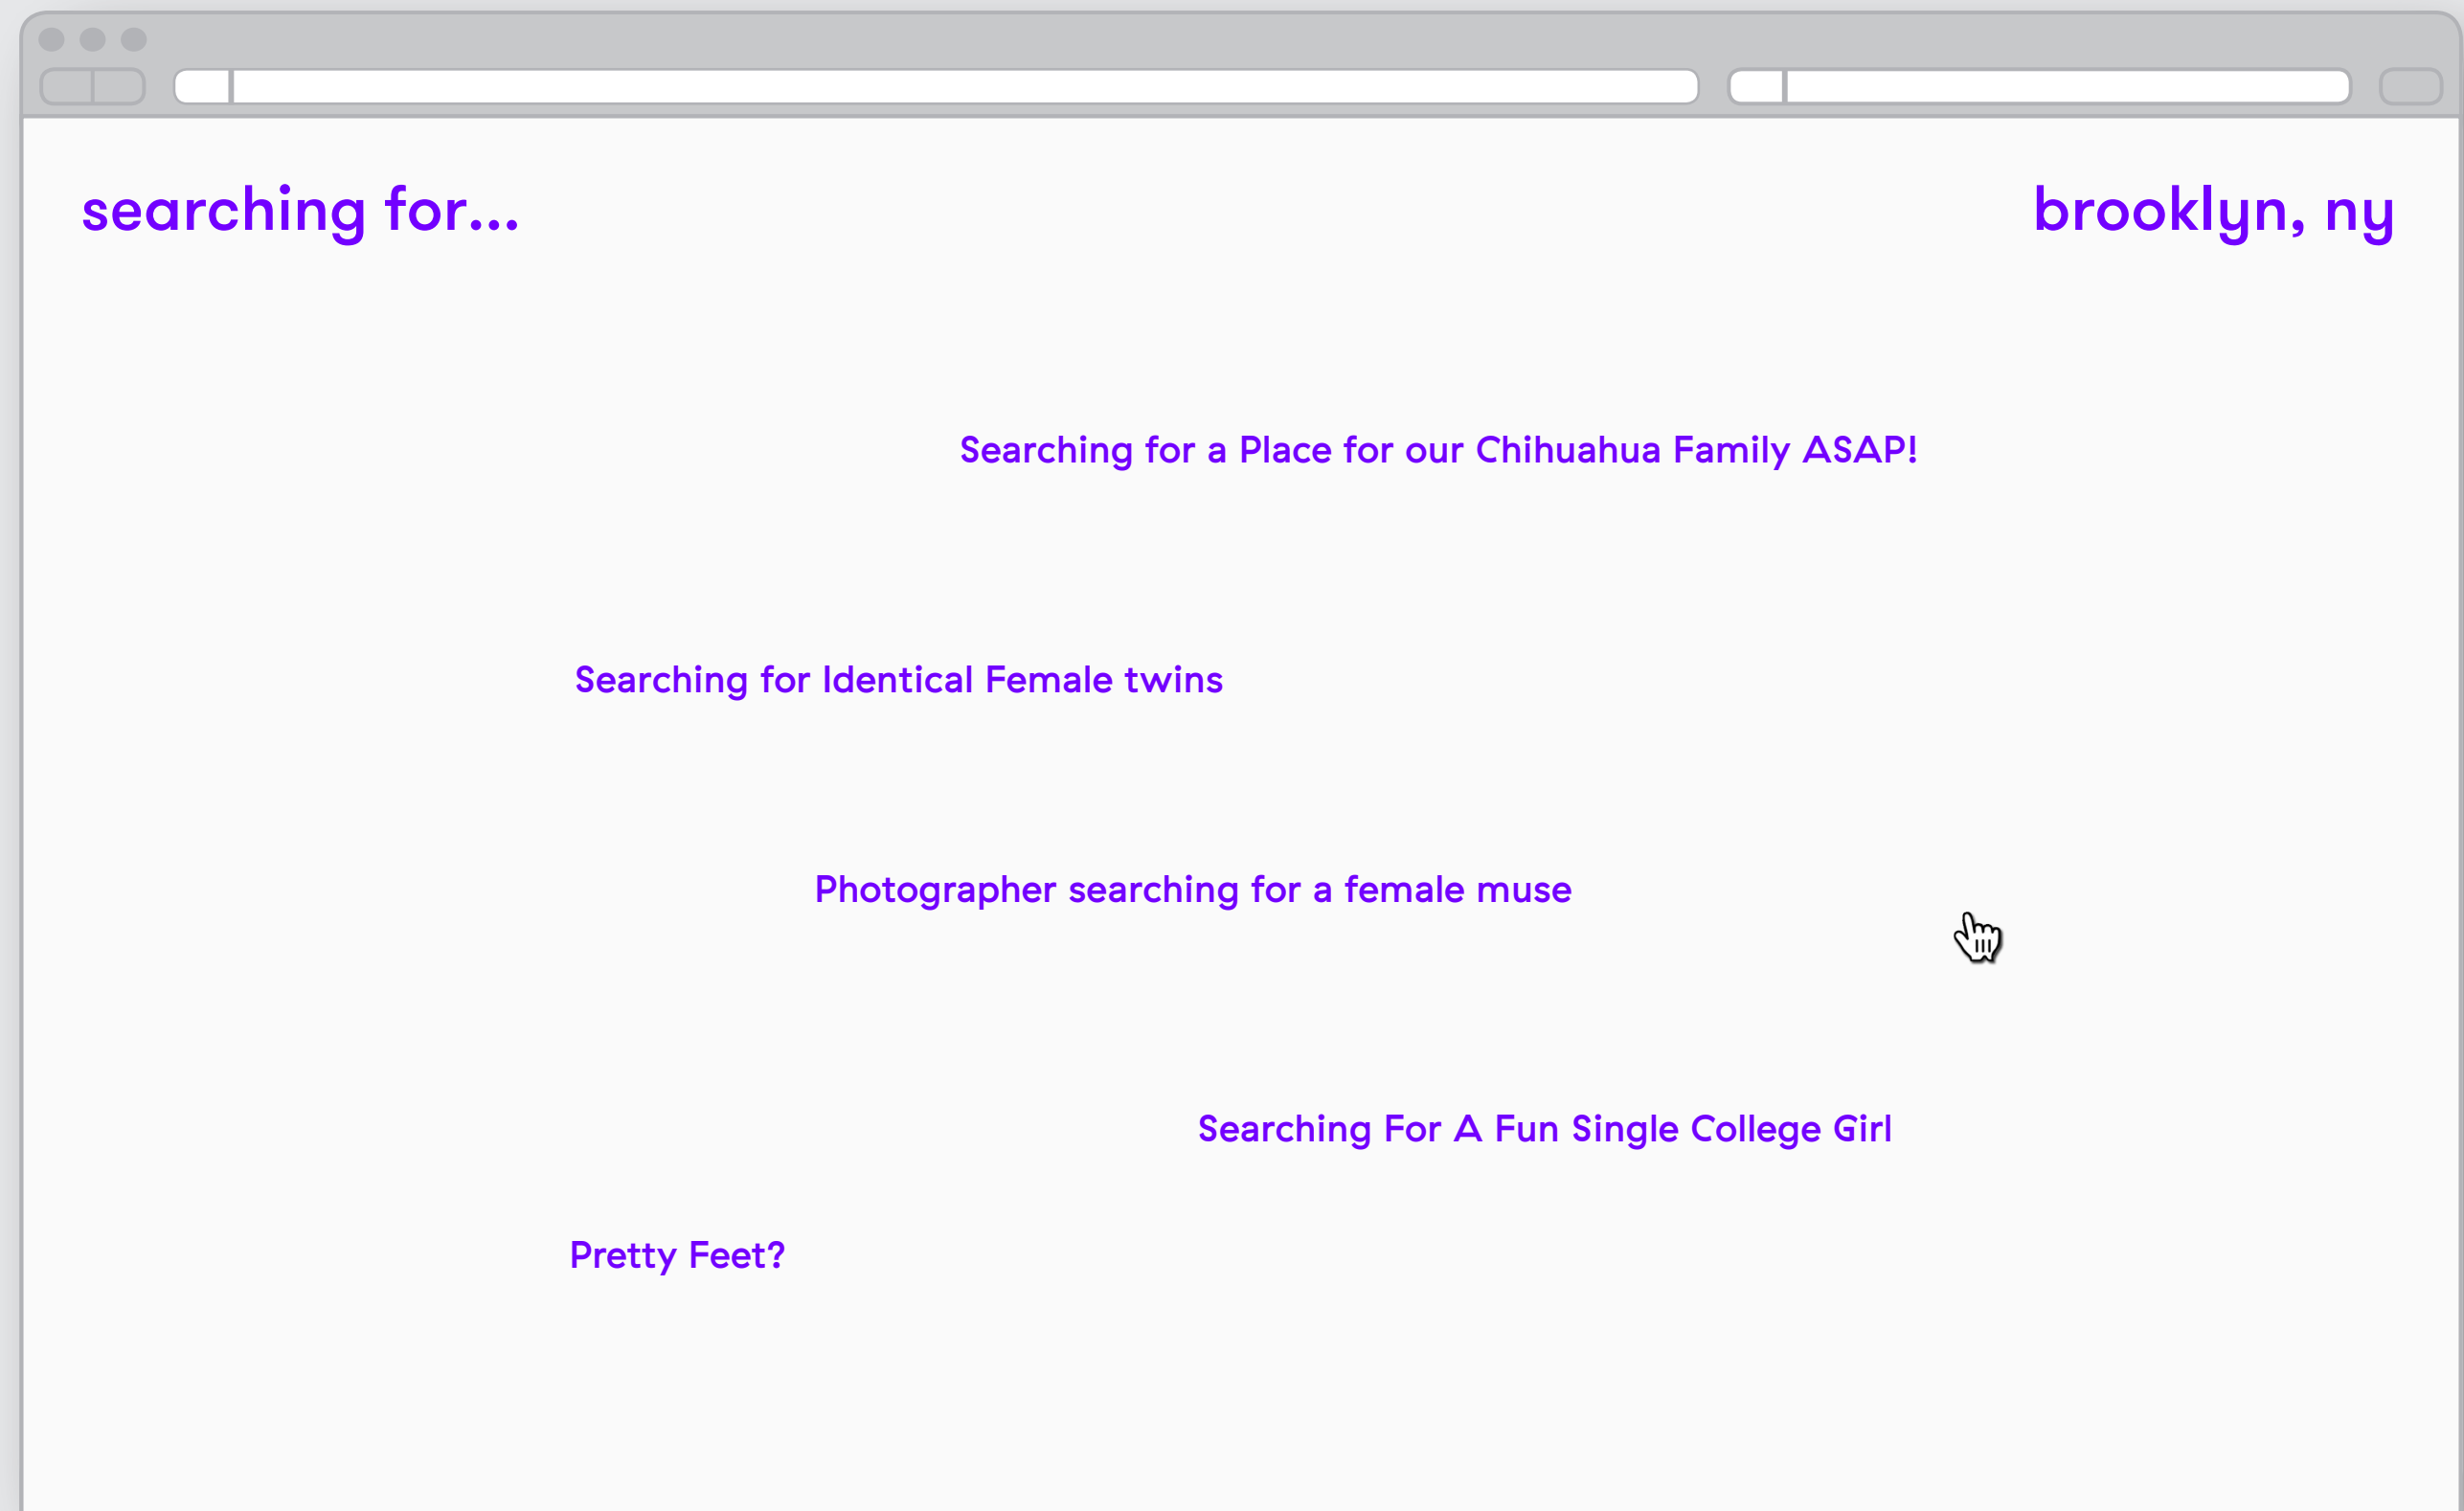 searching for...
brooklyn, ny
Searching for a Place for our Chihuahua Family ASAP!
Searching for Identical Female twins
Photographer searching for a female muse
Searching For A Fun Single College Girl
Pretty Feet?